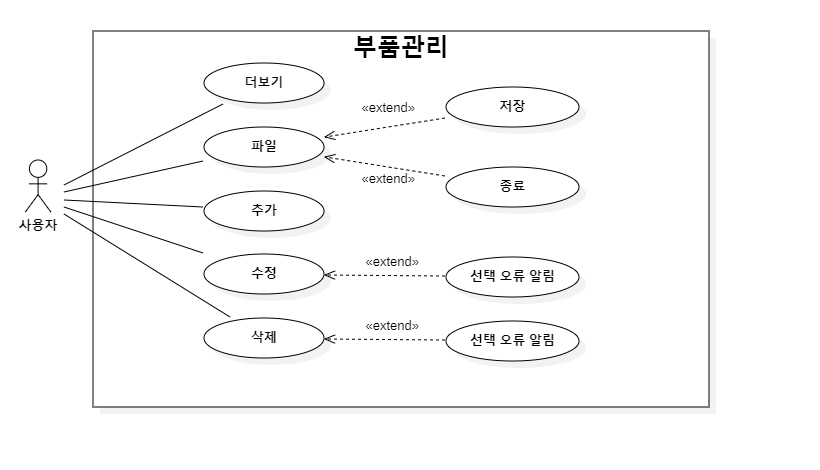 부품관리
더보기
«extend»
저장
파일
«extend»
종료
사용자
추가
수정
«extend»
선택 오류 알림
삭제
«extend»
선택 오류 알림